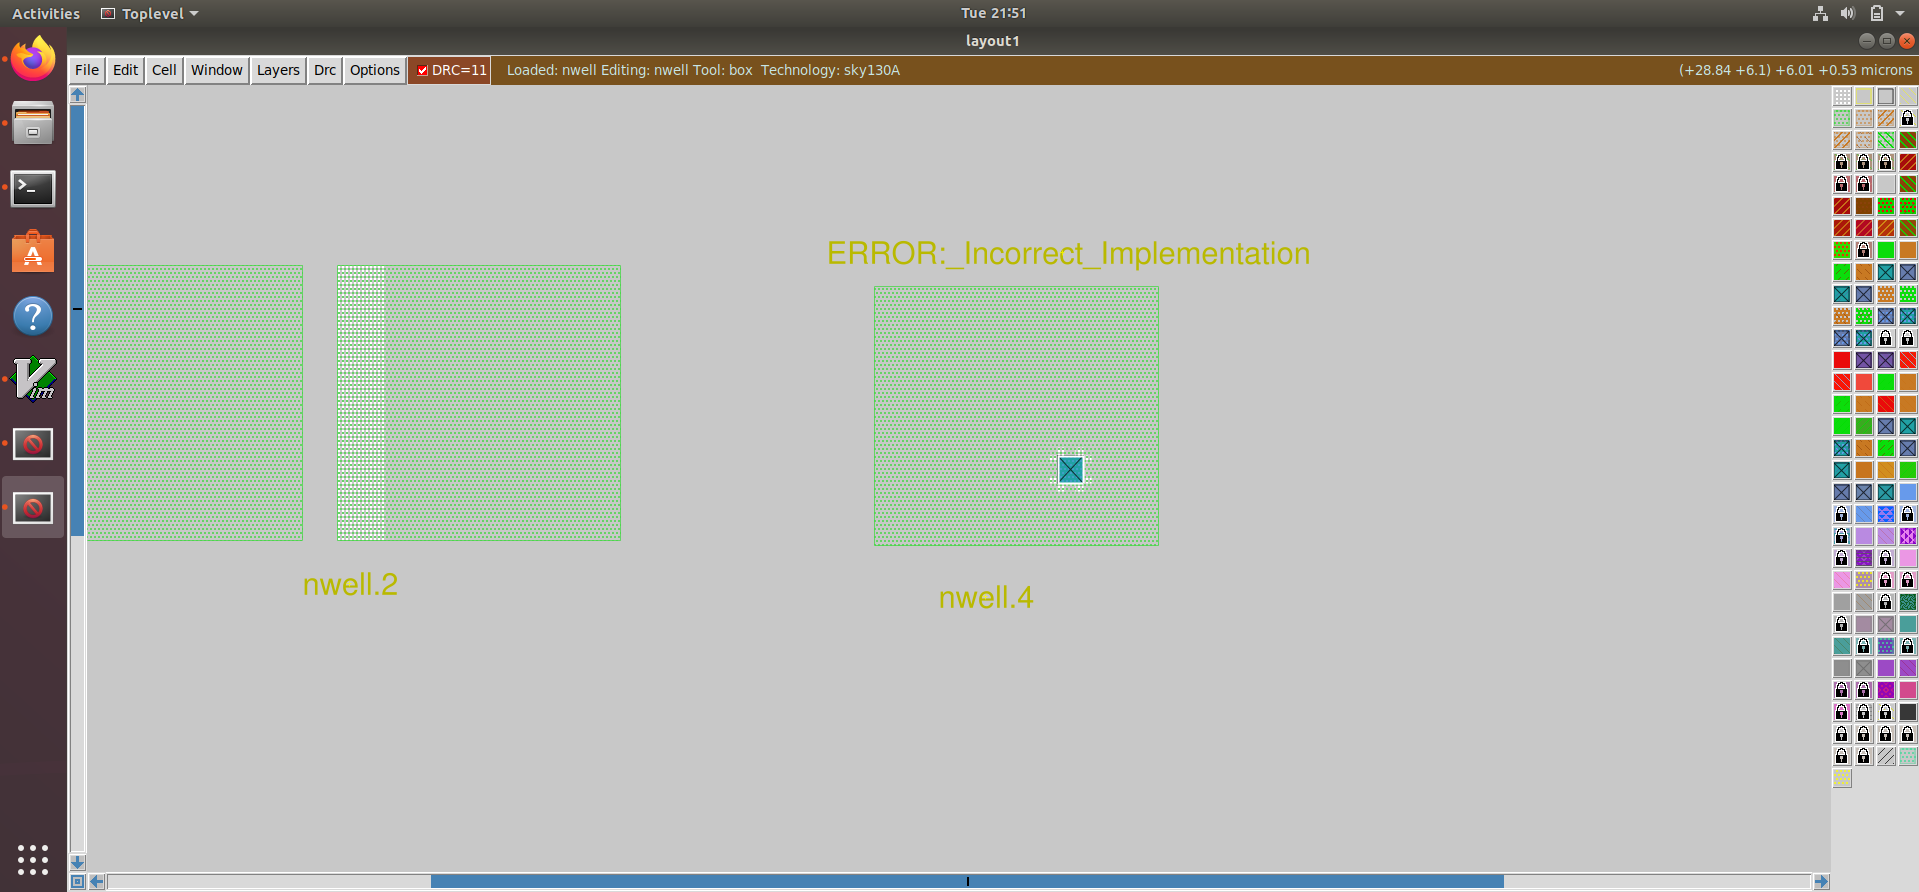 Activities Toplevel Tue 21:51
layout1
File Edit Cell Window Layers Drc Options DRC=11 Loaded: nwell Editing: nwell Tool: box Technology: sky130A (+28.84 +6.1) +6.01 +0.53 microns
ERROR:_Incorrect_Implementation
nwell.2
nwell.4
Vim